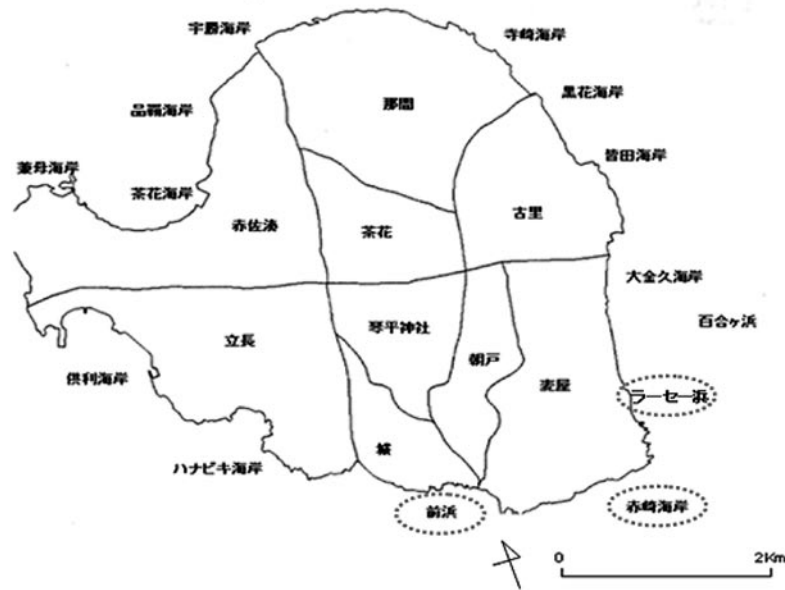 宇勝海岸
寺崎海岸
品覇海岸
那間
黒花海岸
兼母海岸
茶花海岸
皆田海岸
赤佐湊
茶花
古里
大金久海岸
百合ヶ浜
立長
琴平神社
朝戸
麦屋
倶利海岸
ラーセー浜
城
ハナビキ海岸
前浜
赤崎海岸
0
2Km